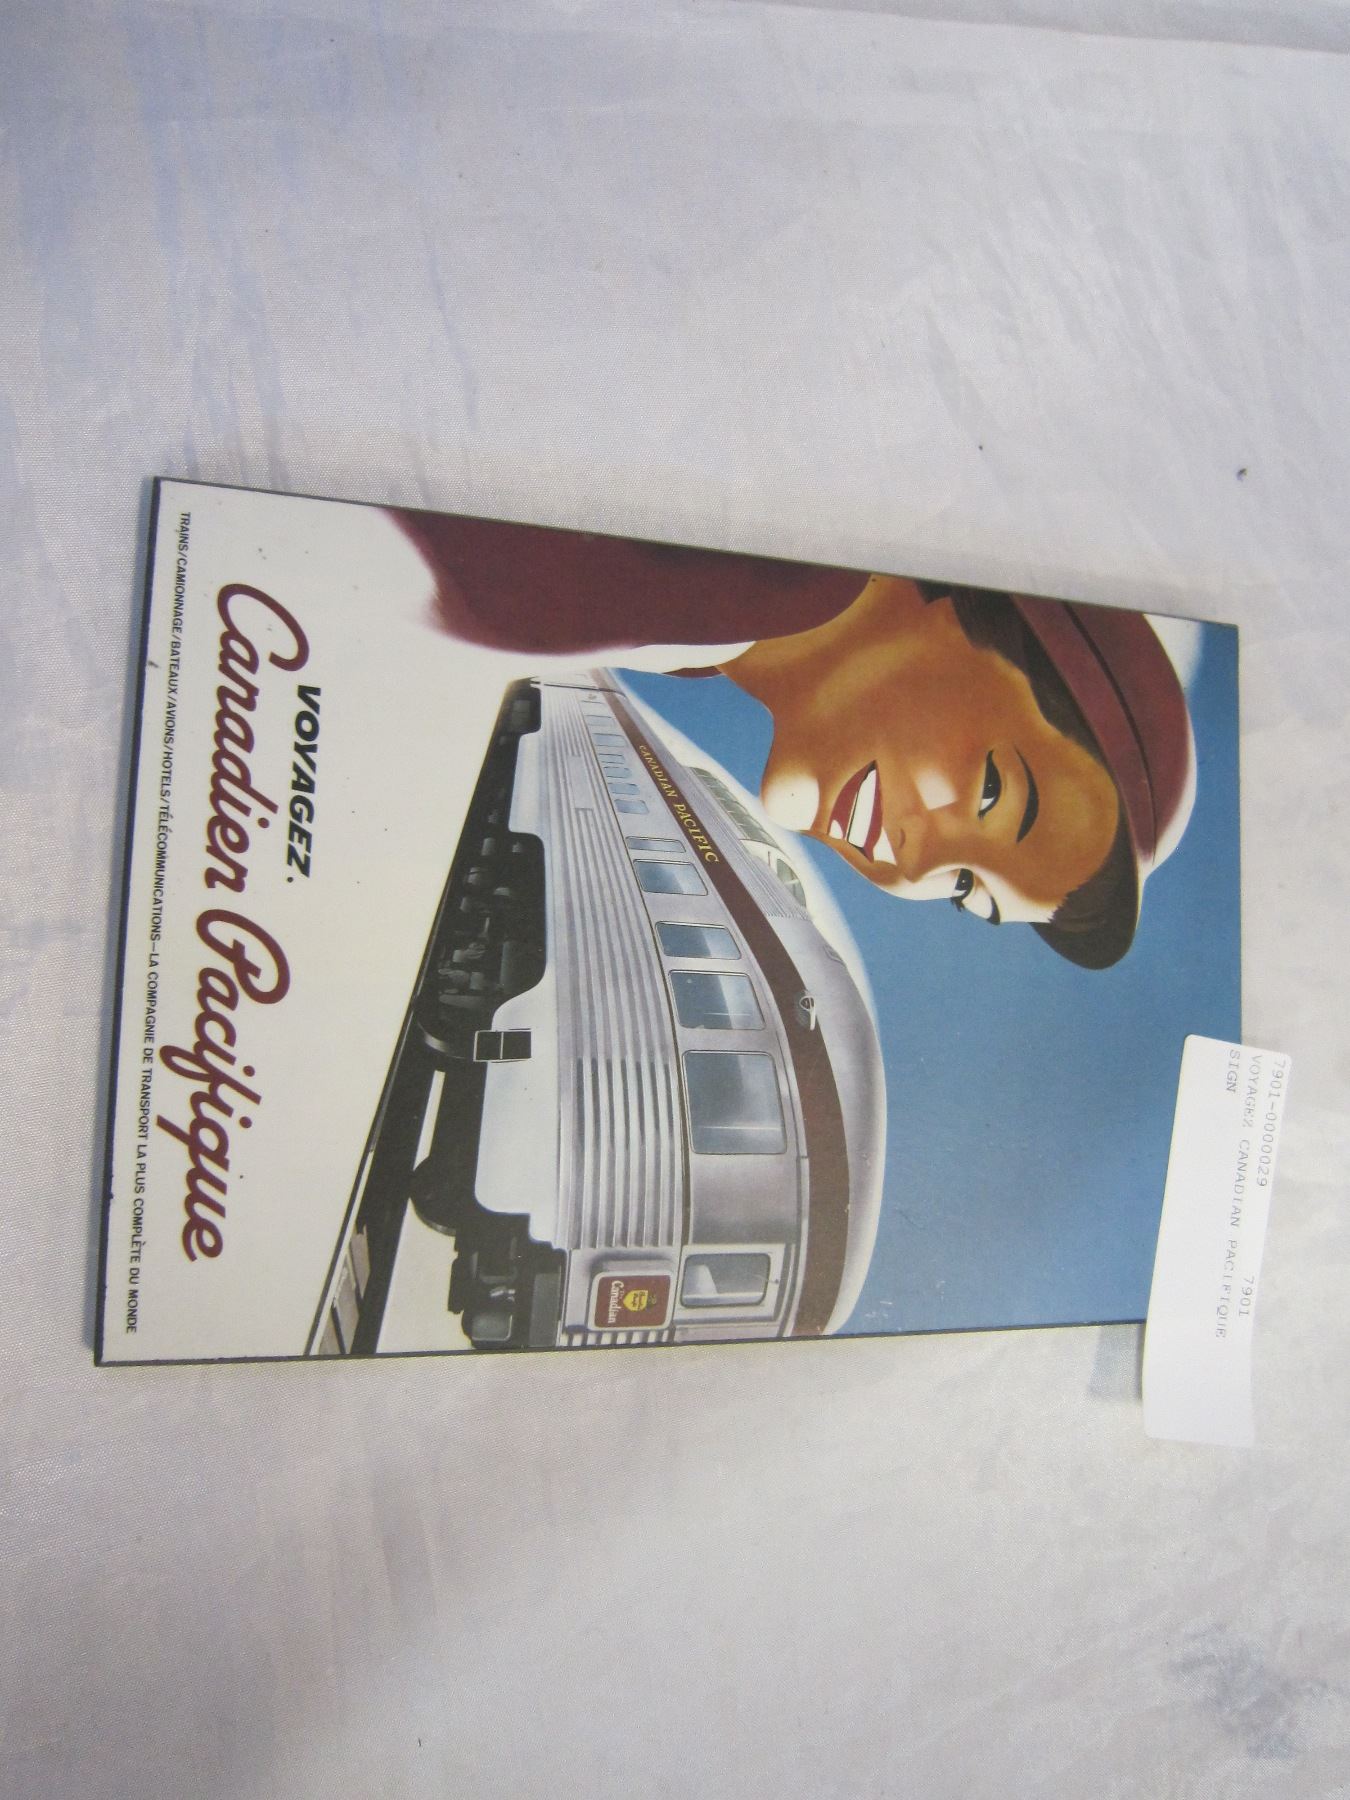 CANADIAN PACIFIC
The
Canadian
VOYAGEZ.
Canadien Pacifique
TRAINS/CAMIONNAGE/BATEAUX/AVIONS/HOTELS/TÉLÉCOMMUNICATIONS—LA COMPAGNIE DE TRANSPORT LA PLUS COMPLÈTE DU MONDE
7901-0000029 7901
VOYAGEZ CANADIAN PACIFIQUE
SIGN